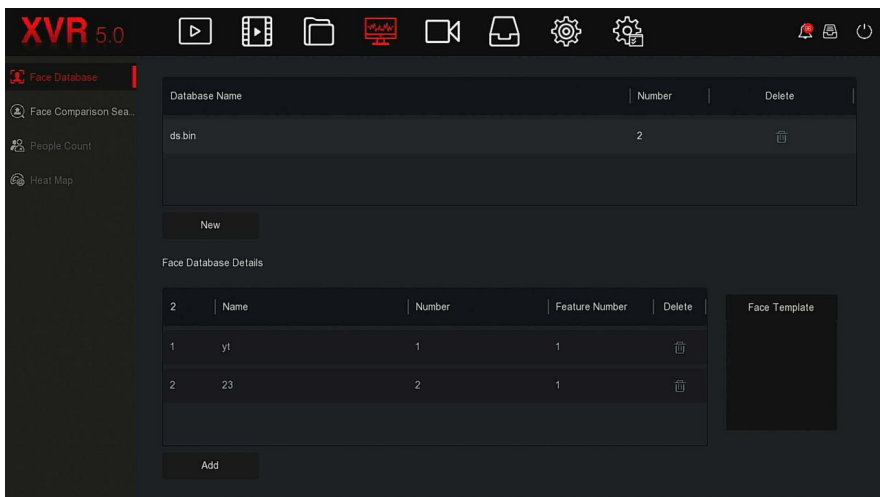 XVR 5.0
Face Database
Face Comparison Sea..
People Count
Heat Map
Database Name Number Delete
ds.bin 2
New
Face Database Details
2 Name Number Feature Number Delete
1 yt 1 1
2 23 2 1
Add
Face Template